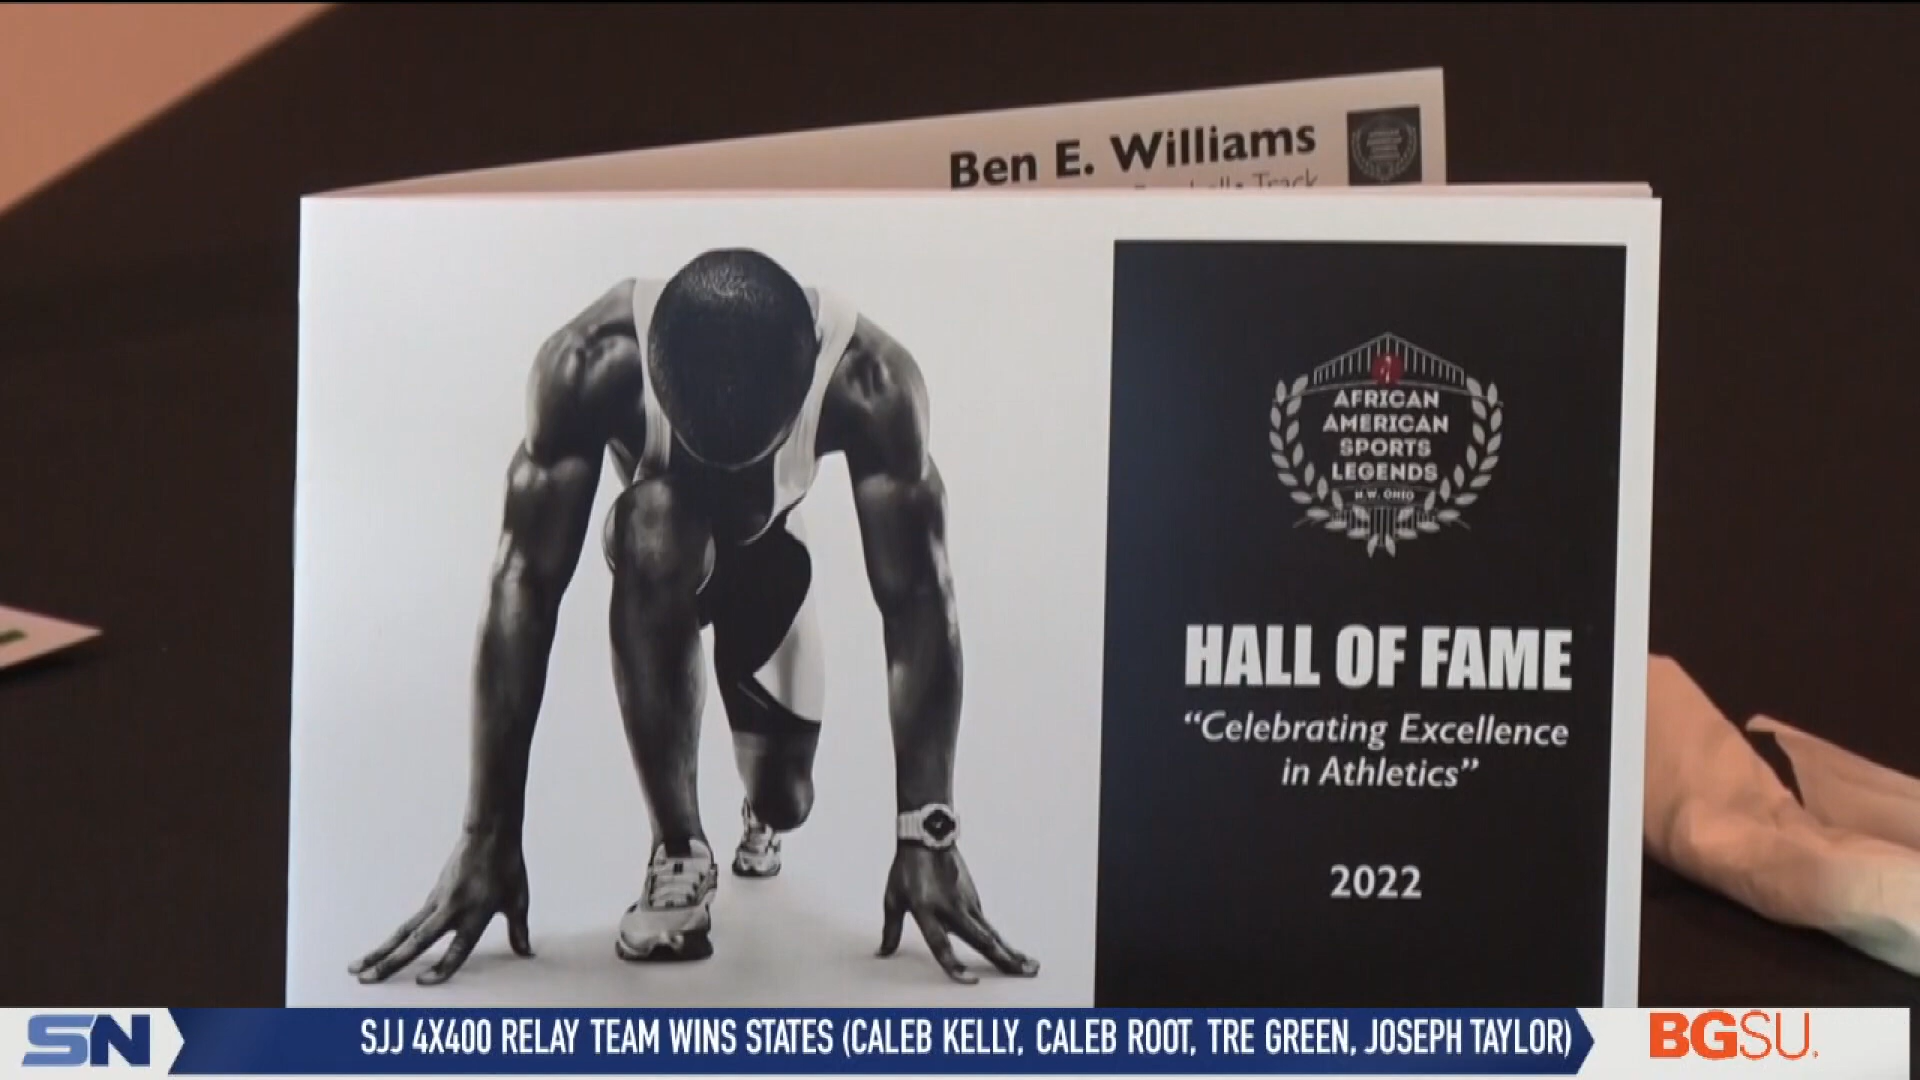 Ben E. Williams
Track
AFRICAN
AMERICAN
SPORTS
LEGENDS
N.W. OHIO
HALL OF FAME
“Celebrating Excellence
in Athletics”
2022
SN
SJJ 4X400 RELAY TEAM WINS STATES (CALEB KELLY, CALEB ROOT, TRE GREEN, JOSEPH TAYLOR)
BGSU.